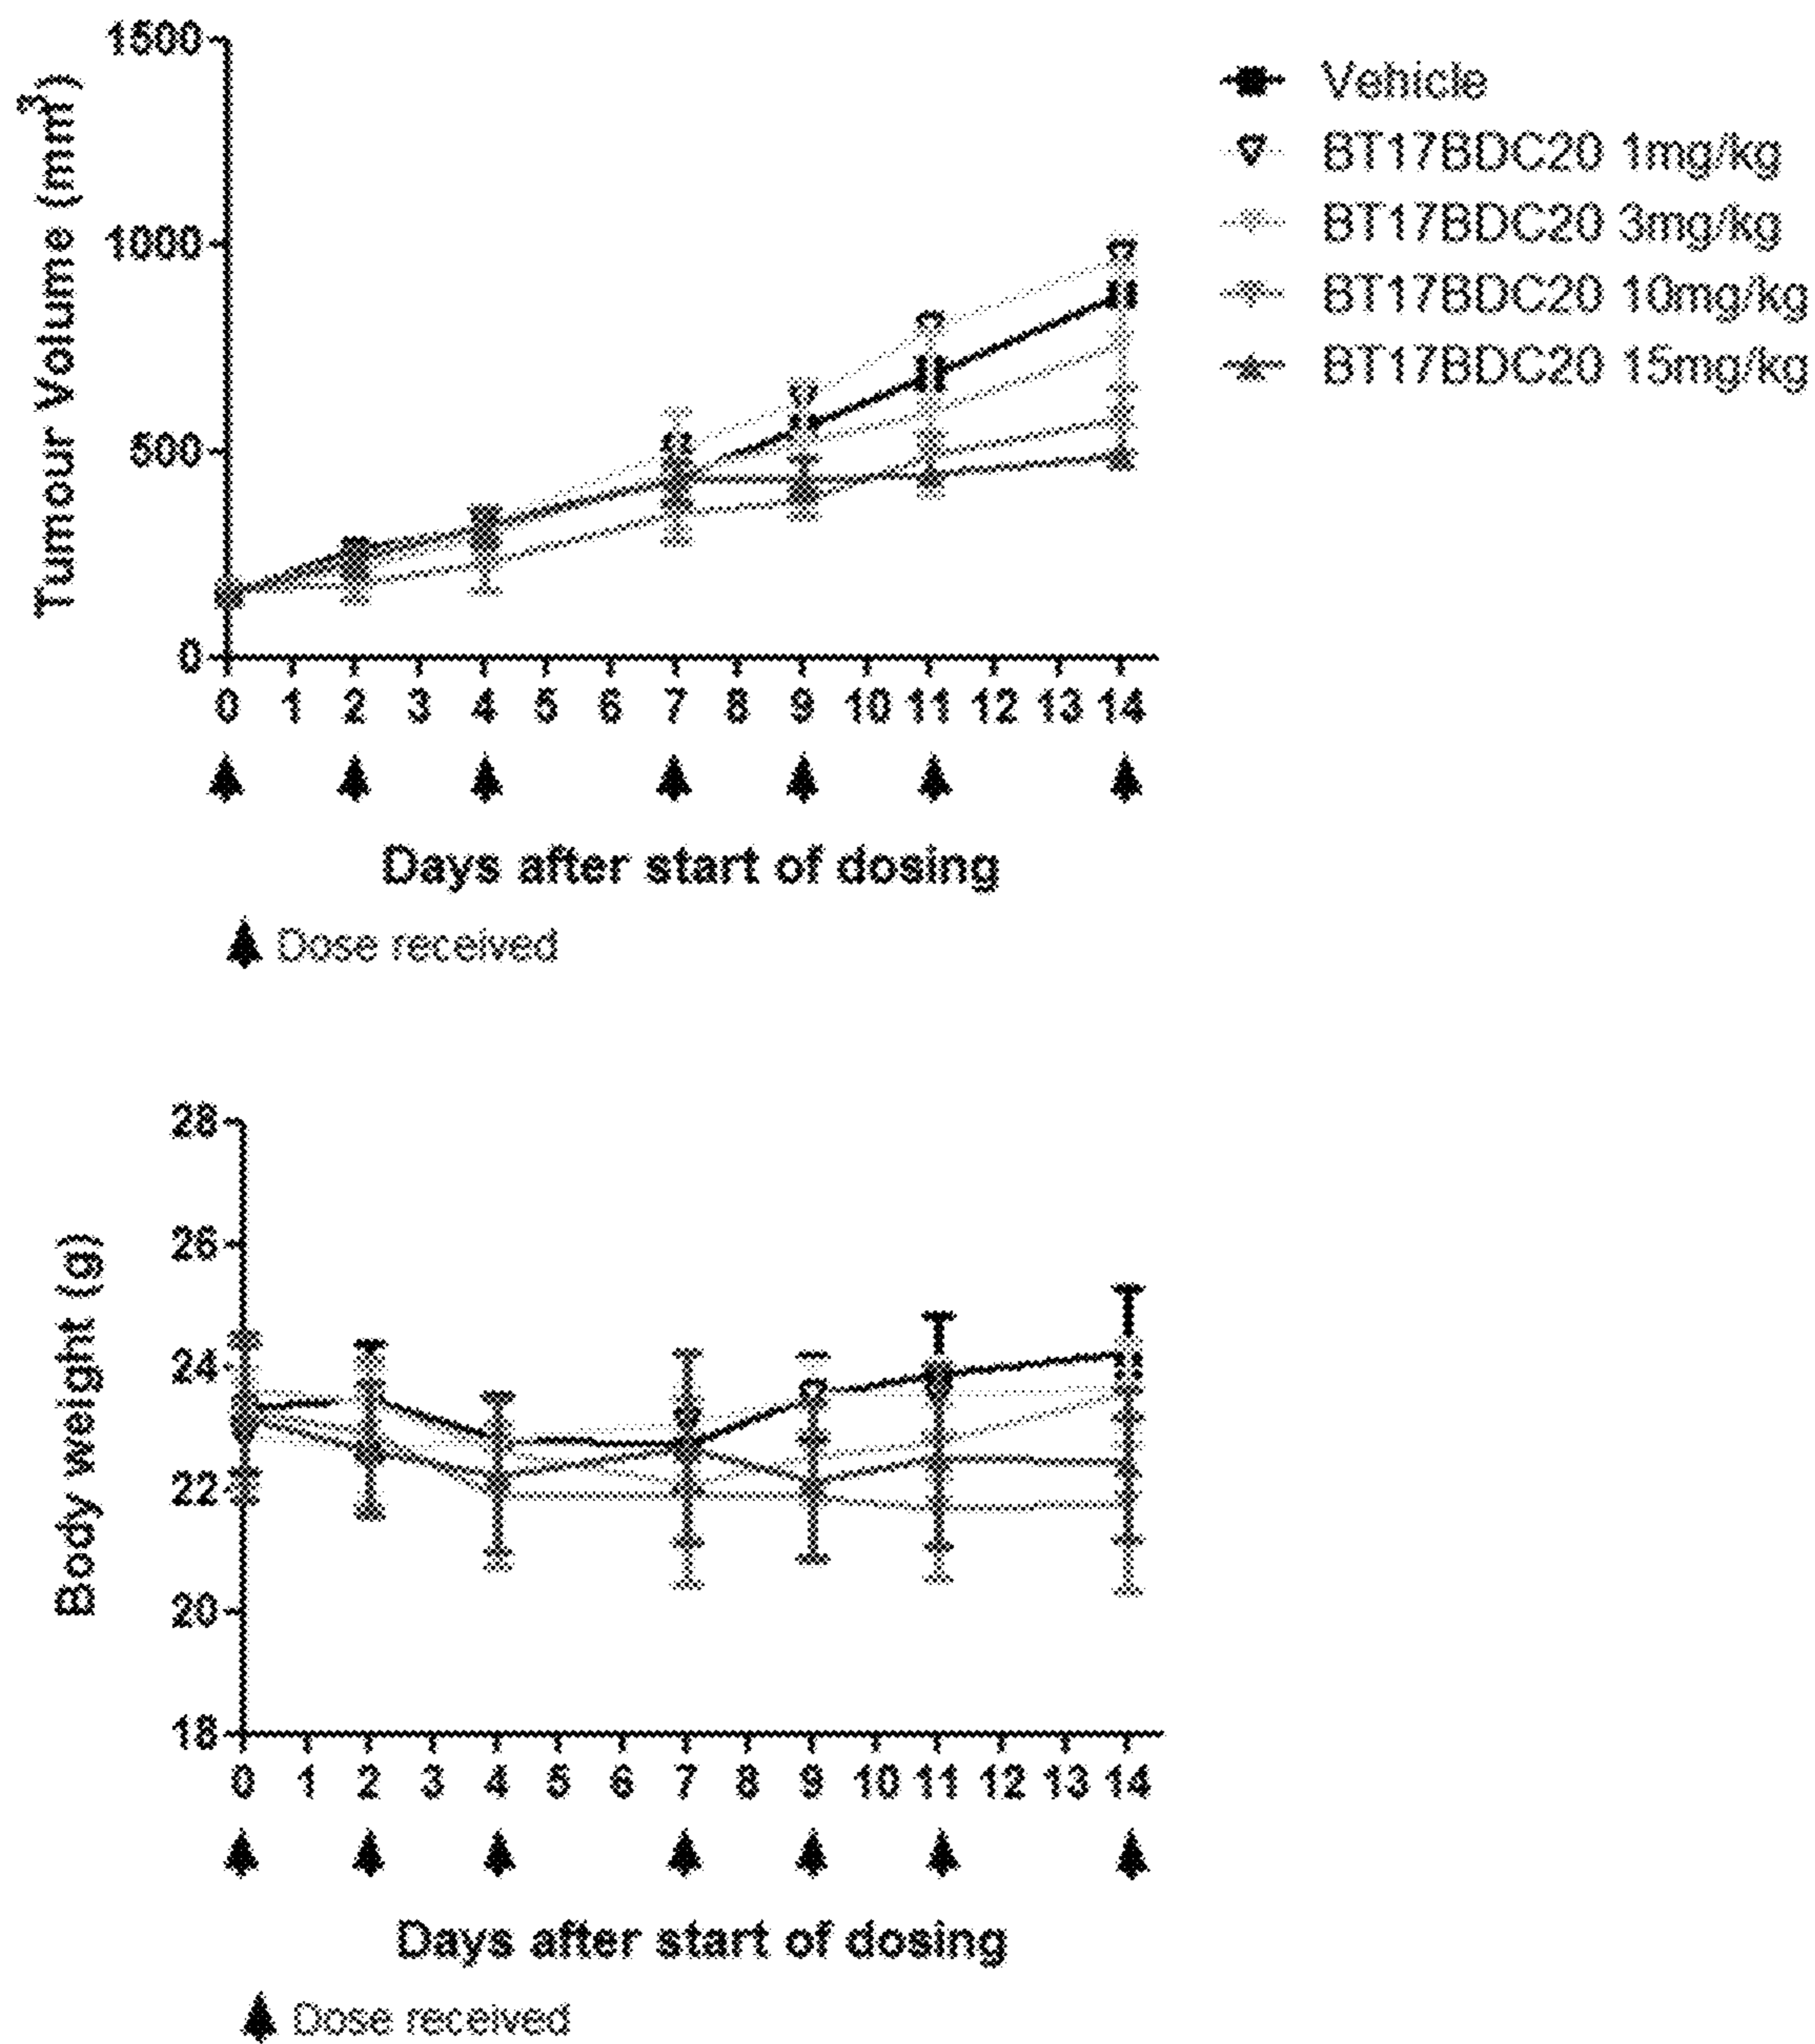 1500
1000
500
0
Tumour Volume (mm3)
Vehicle
BT17BDC20 1mg/kg
BT17BDC20 3mg/kg
BT17BDC20 10mg/kg
BT17BDC20 15mg/kg
0 1 2 3 4 5 6 7 8 9 10 11 12 13 14
Days after start of dosing
Dose received
28
26
24
22
20
18
Body weight (g)
0 1 2 3 4 5 6 7 8 9 10 11 12 13 14
Days after start of dosing
Dose received